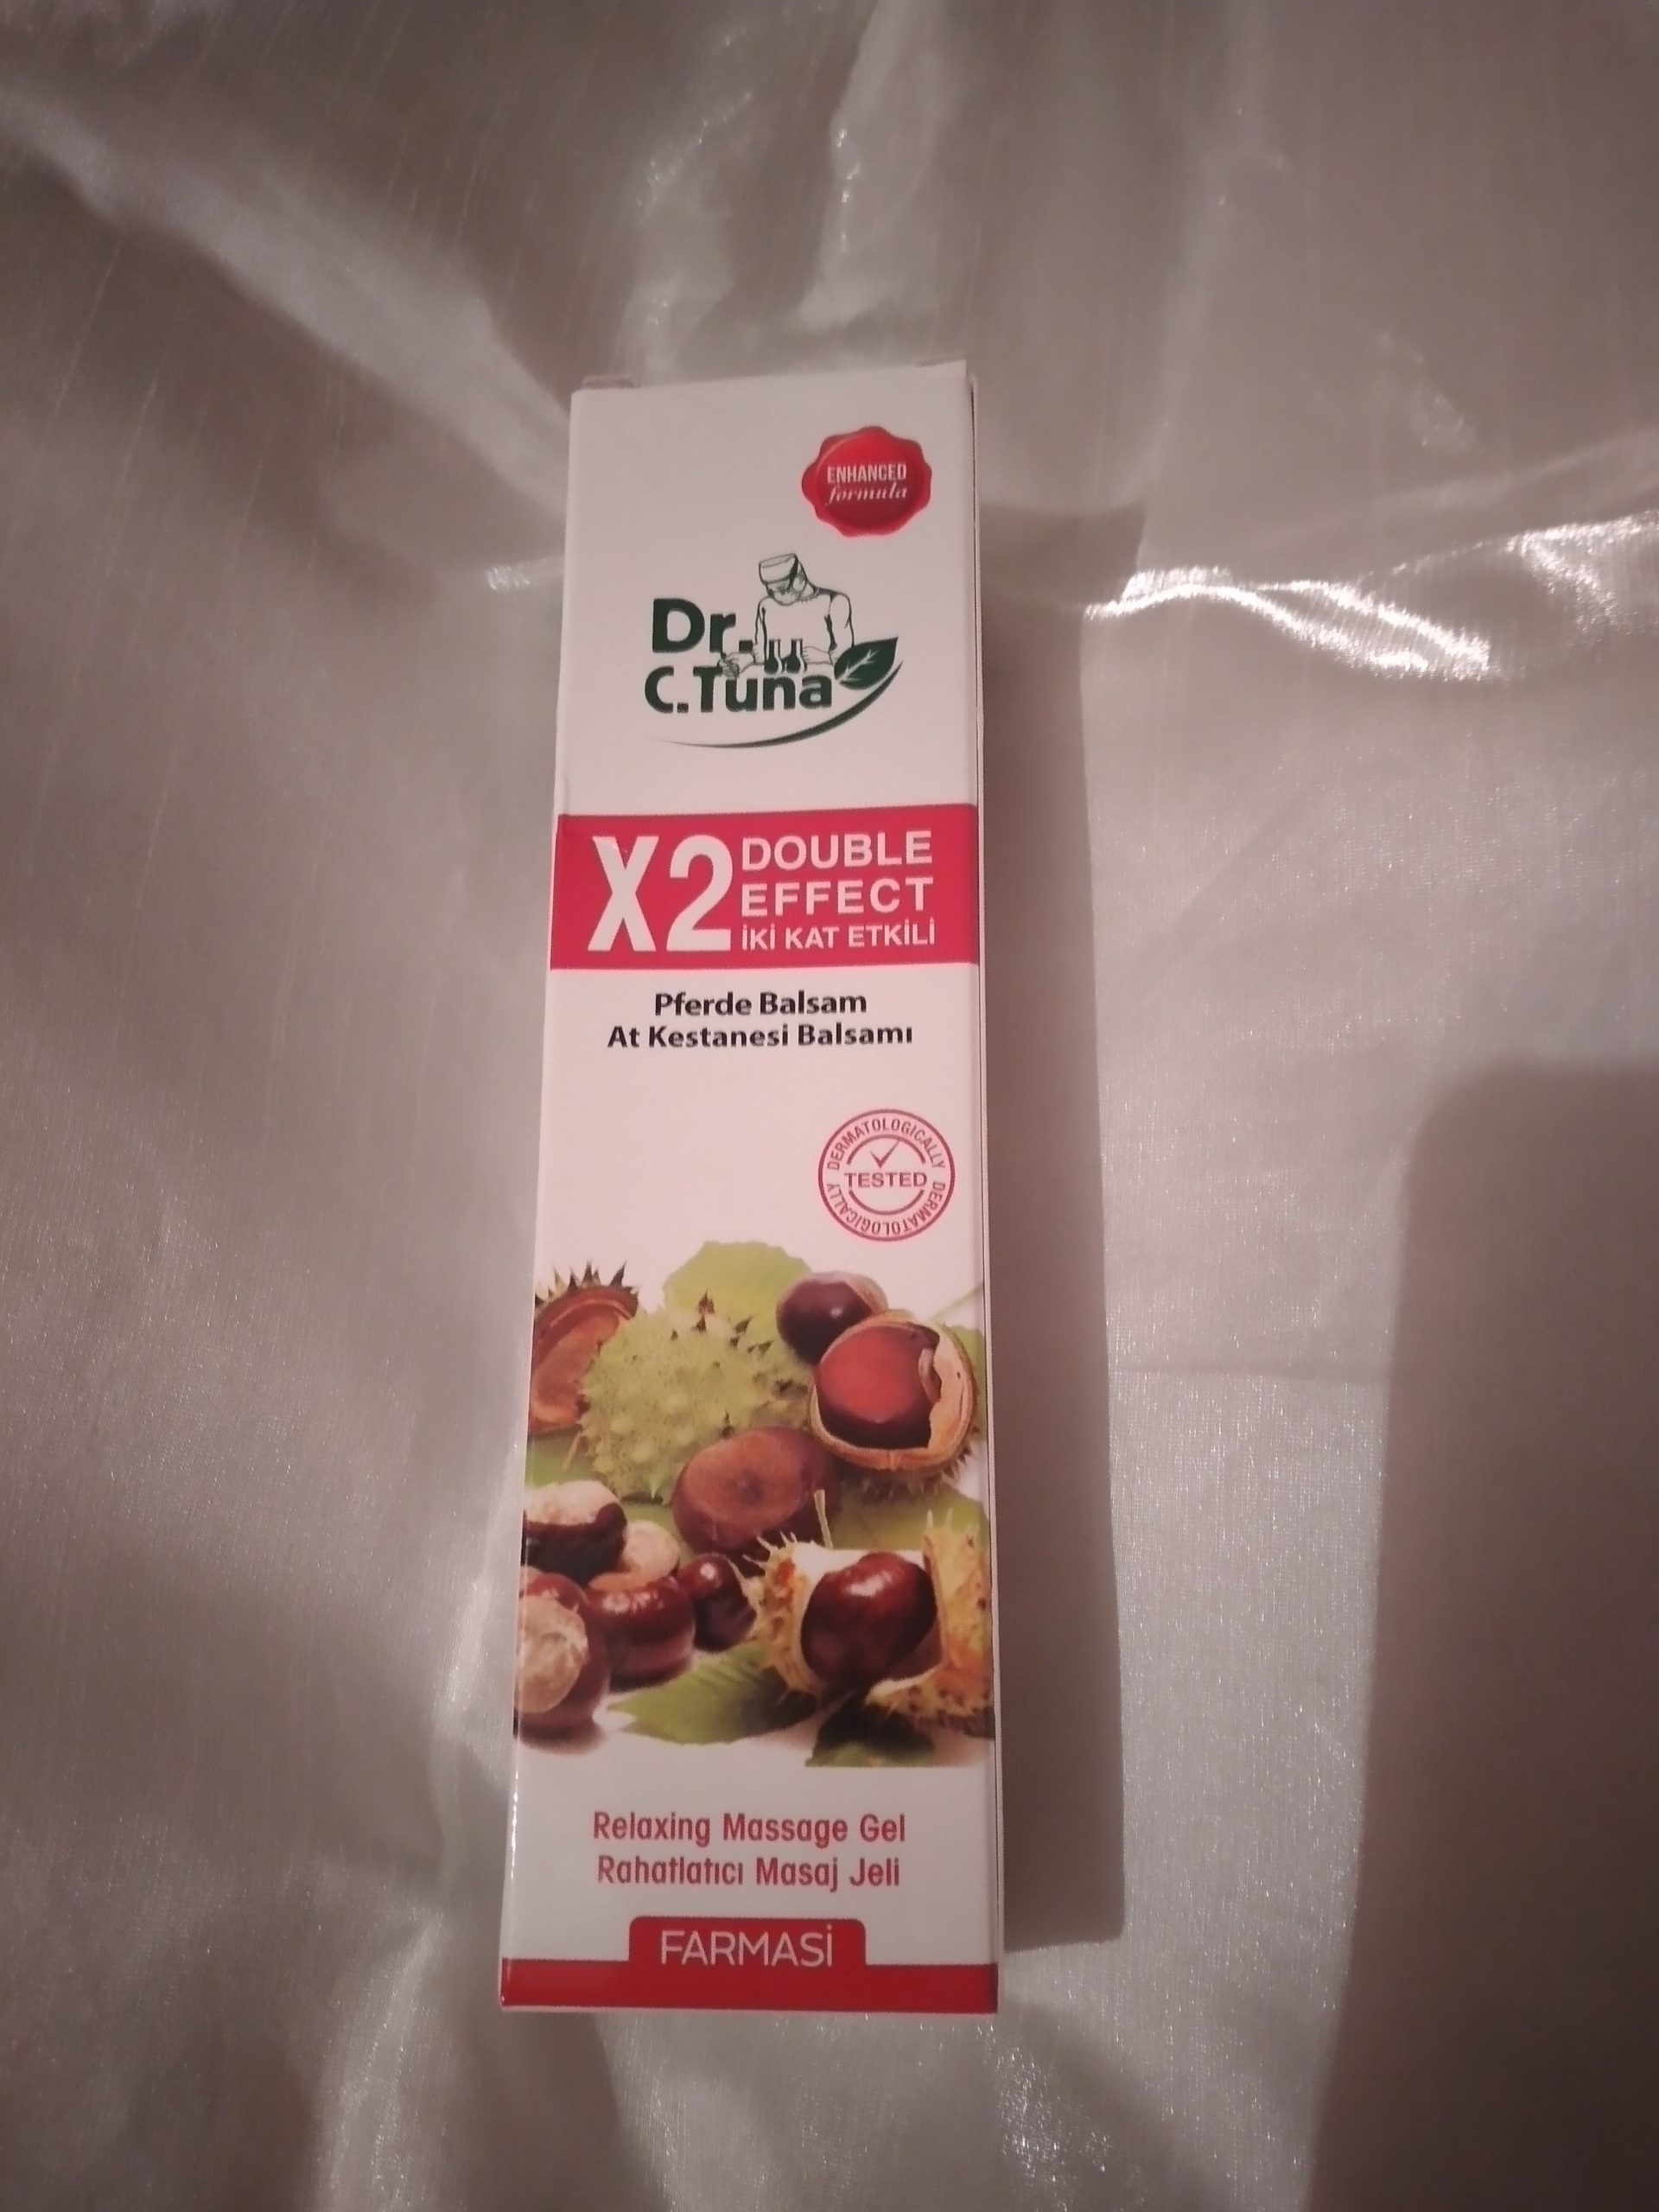 ENHANCED
formula
Dr.
C.Tuna
X2 DOUBLE
EFFECT
İKİ KAT ETKİLİ
Pferde Balsam
At Kestanesi Balsamı
DERMATOLOGICALLY
TESTED
DERMATOLOGICALLY
Relaxing Massage Gel
Rahatlatıcı Masaj Jeli
FARMASİ